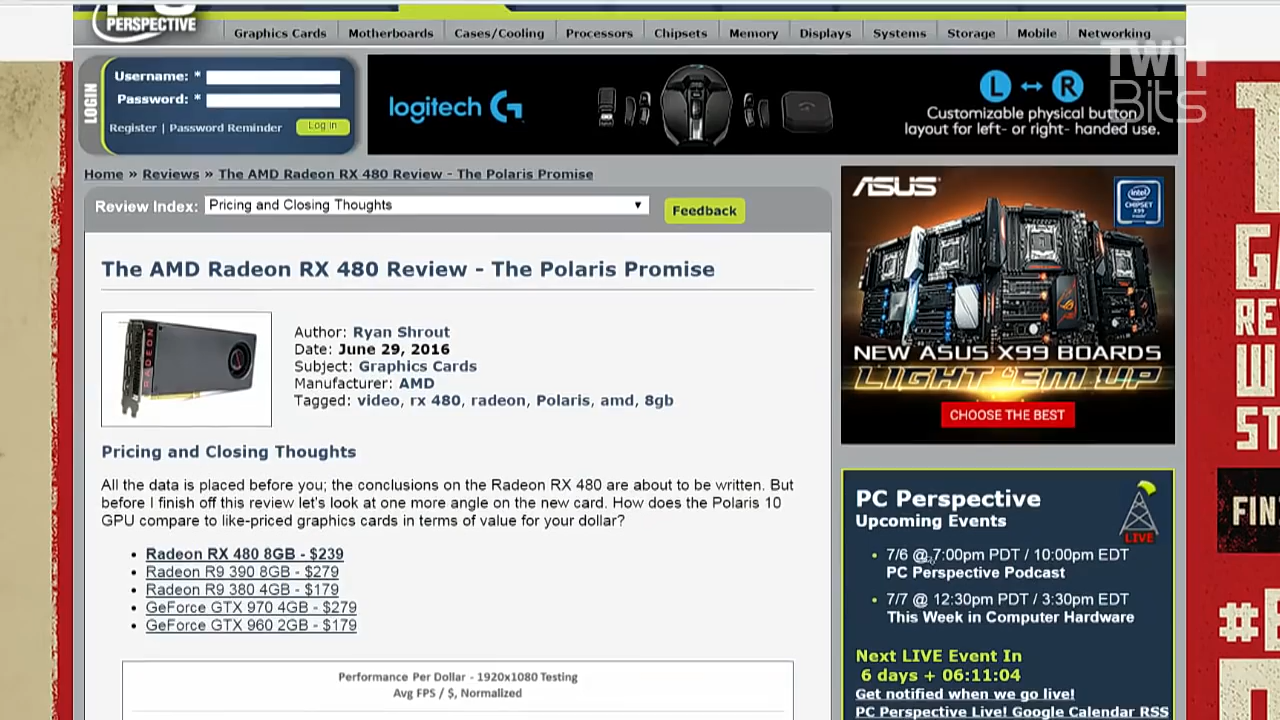 PERSPECTIVE
Graphics Cards
Motherboards
Cases/Cooling
Processors
Chipsets
Memory
Displays
Systems
Storage
Mobile
Networking
TWiT
Bits
LOGIN
Username: *
Password: *
Register | Password Reminder
Log in
logitech G
L ↔ R
Customizable physical button
layout for left- or right- handed use.
Home » Reviews » The AMD Radeon RX 480 Review - The Polaris Promise
Review Index: Pricing and Closing Thoughts
Feedback
The AMD Radeon RX 480 Review - The Polaris Promise
RADEON
Author: Ryan Shrout
Date: June 29, 2016
Subject: Graphics Cards
Manufacturer: AMD
Tagged: video, rx 480, radeon, Polaris, amd, 8gb
Pricing and Closing Thoughts
All the data is placed before you; the conclusions on the Radeon RX 480 are about to be written. But
before I finish off this review let's look at one more angle on the new card. How does the Polaris 10
GPU compare to like-priced graphics cards in terms of value for your dollar?
• Radeon RX 480 8GB - $239
• Radeon R9 390 8GB - $279
• Radeon R9 380 4GB - $179
• GeForce GTX 970 4GB - $279
• GeForce GTX 960 2GB - $179
Performance Per Dollar - 1920x1080 Testing
Avg FPS / $, Normalized
ASUS
intel
CHIPSET
X99
NEW ASUS X99 BOARDS
LIGHT 'EM UP
CHOOSE THE BEST
PC Perspective
Upcoming Events
LIVE
• 7/6 @ 7:00pm PDT / 10:00pm EDT
PC Perspective Podcast
• 7/7 @ 12:30pm PDT / 3:30pm EDT
This Week in Computer Hardware
Next LIVE Event In
6 days + 06:11:04
Get notified when we go live!
PC Perspective Live! Google Calendar RSS
RE
ST
FIN